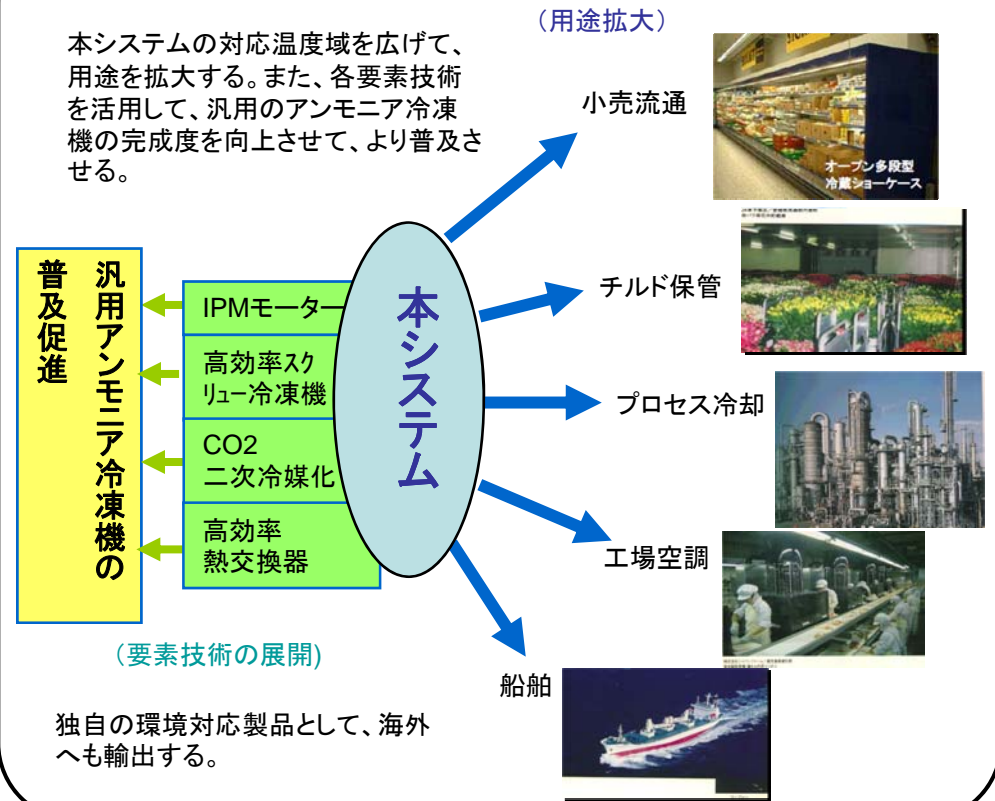 （用途拡大）
本システムの対応温度域を広げて、
用途を拡大する。また、各要素技術
を活用して、汎用のアンモニア冷凍
機の完成度を向上させて、より普及さ
せる。
小売流通
オープン多段型
冷蔵ショーケース
チルド保管
プロセス冷却
工場空調
船舶
本システム
IPMモーター
高効率スク
リュー冷凍機
CO2
二次冷媒化
高効率
熱交換器
汎用アンモニア冷凍機の
普及促進
（要素技術の展開)
独自の環境対応製品として、海外
へも輸出する。